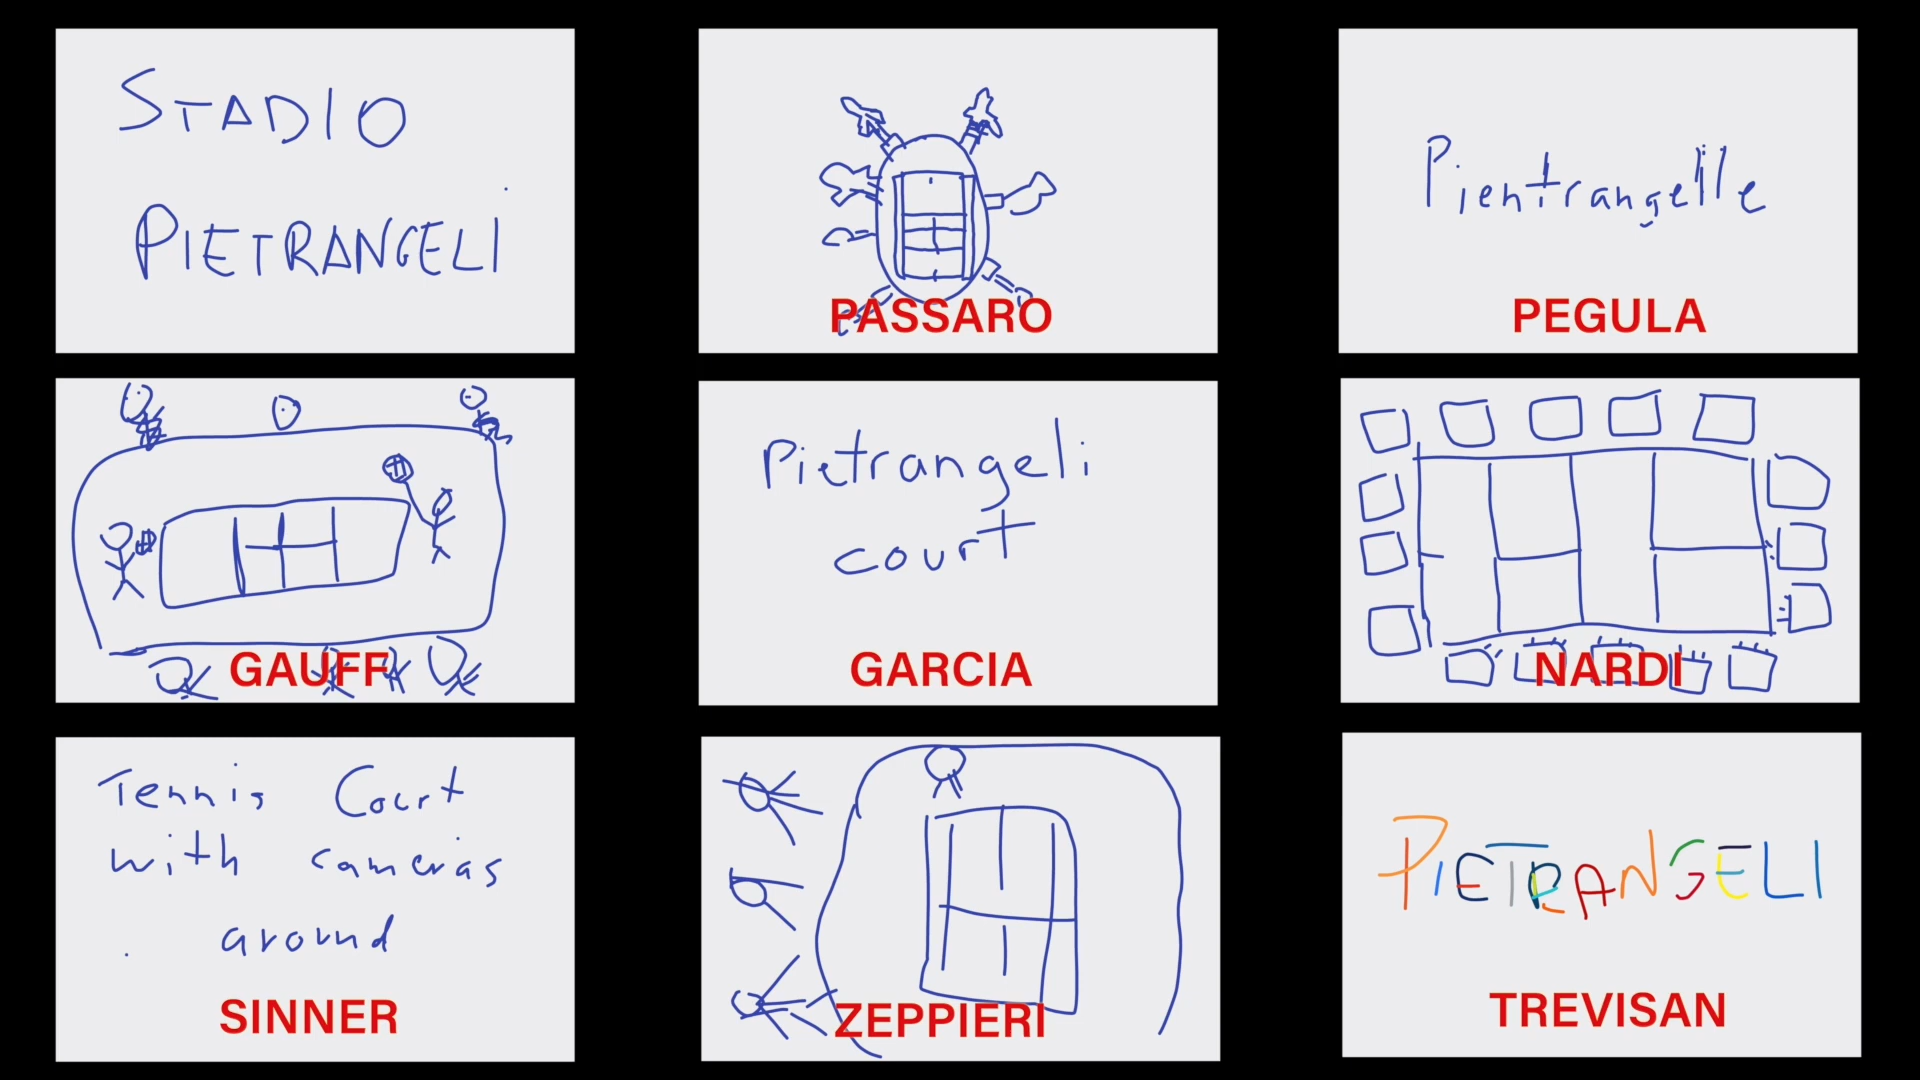 STADIO
PIETRANGELI
PASSARO
Pientrangelle
PEGULA
GAUFF
Pietrangeli
court
GARCIA
NARDI
Tennis Court
with cameras
around
SINNER
ZEPPIERI
PIETRANGELI
TREVISAN